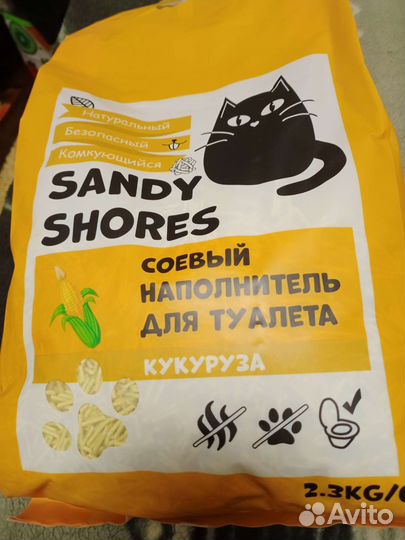 Натуральный
Безопасный
Комкующийся
SANDY
SHORES
СОЕВЫЙ
НАПОЛНИТЕЛЬ
ДЛЯ ТУАЛЕТА
КУКУРУЗА
2.3KG/
Avito